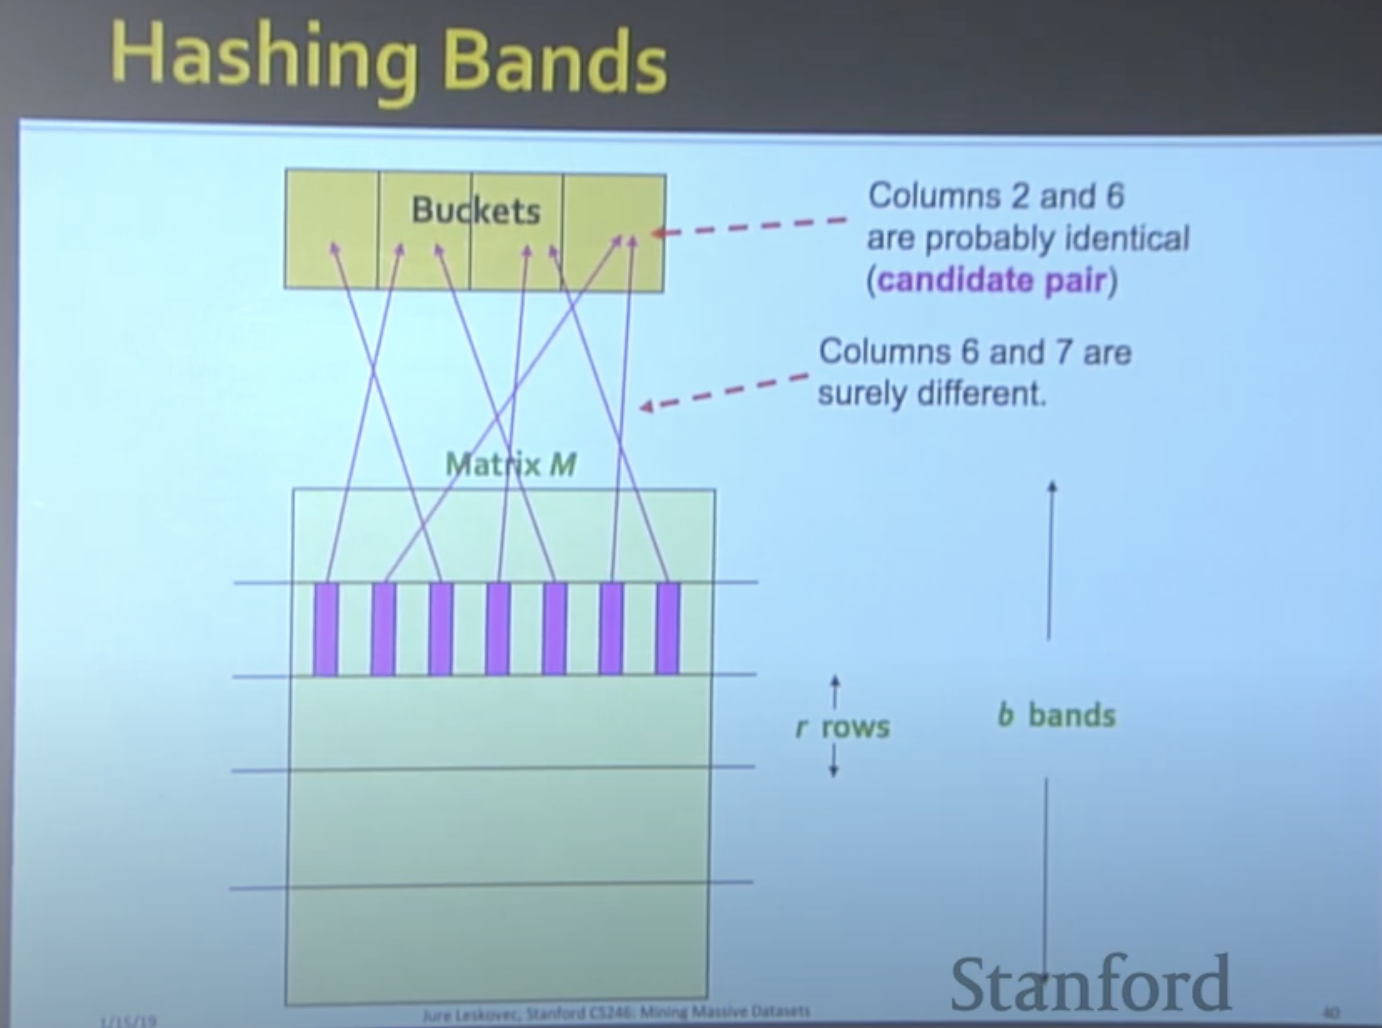 Hashing Bands
Buckets
Columns 2 and 6
are probably identical
(candidate pair)
Columns 6 and 7 are
surely different.
Matrix M
r rows
b bands
Stanford
1/15/19
Jure Leskovec, Stanford CS246: Mining Massive Datasets
40